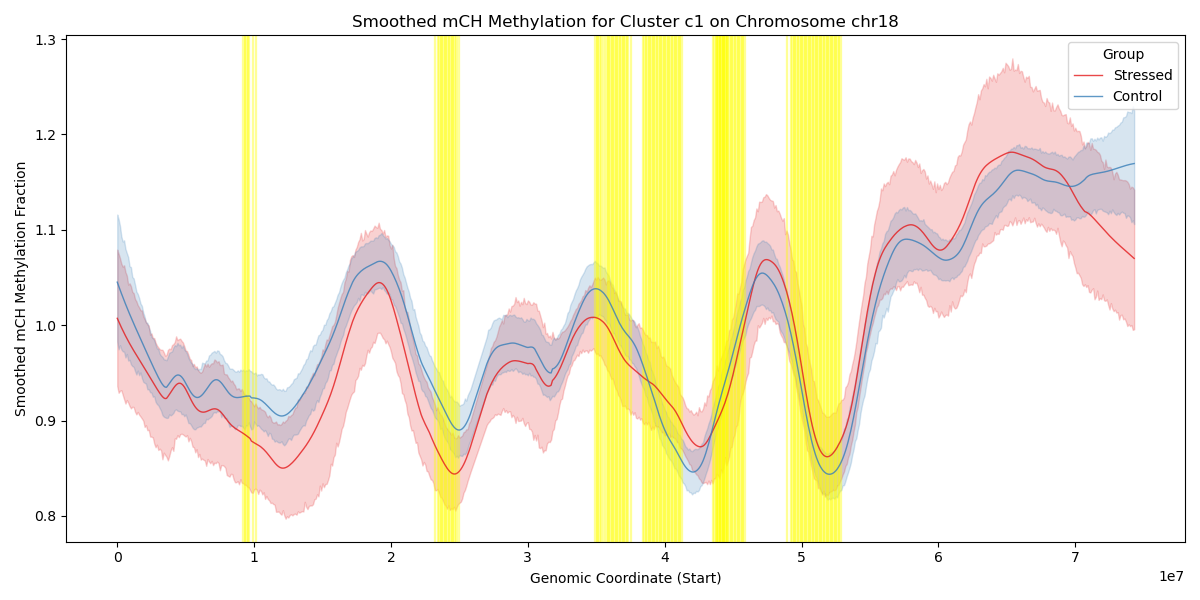 Smoothed mCH Methylation for Cluster c1 on Chromosome chr18
Smoothed mCH Methylation Fraction
1.3
1.2
1.1
1.0
0.9
0.8
Group
Stressed
Control
0 1 2 3 4 5 6 7
1e7
Genomic Coordinate (Start)